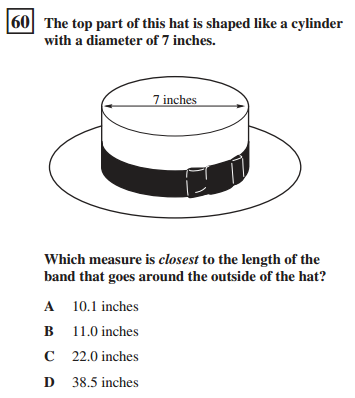 60 The top part of this hat is shaped like a cylinder
with a diameter of 7 inches.
7 inches
Which measure is closest to the length of the
band that goes around the outside of the hat?
A 10.1 inches
B 11.0 inches
C 22.0 inches
D 38.5 inches